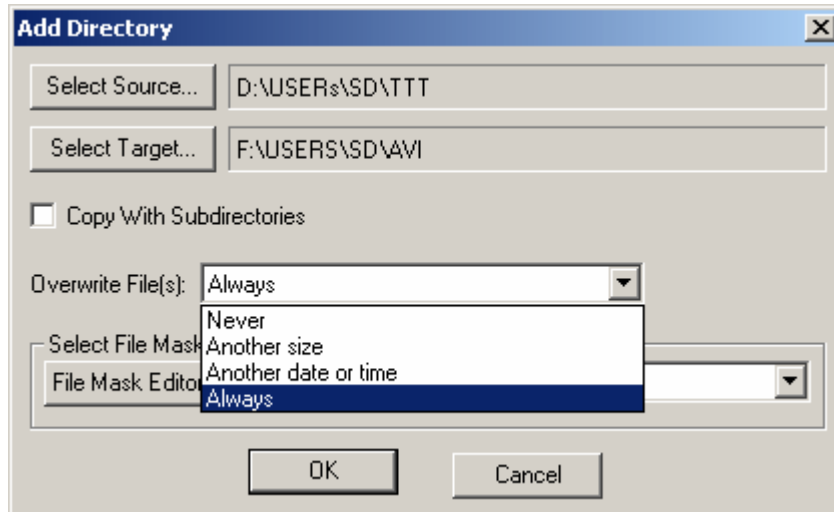 Add Directory
Select Source... D:\USERs\SD\TTT
Select Target... F:\USERS\SD\AVI
Copy With Subdirectories
Overwrite File(s): Always
Never
Another size
Another date or time
Always
Select File Mask
File Mask Editor
OK Cancel